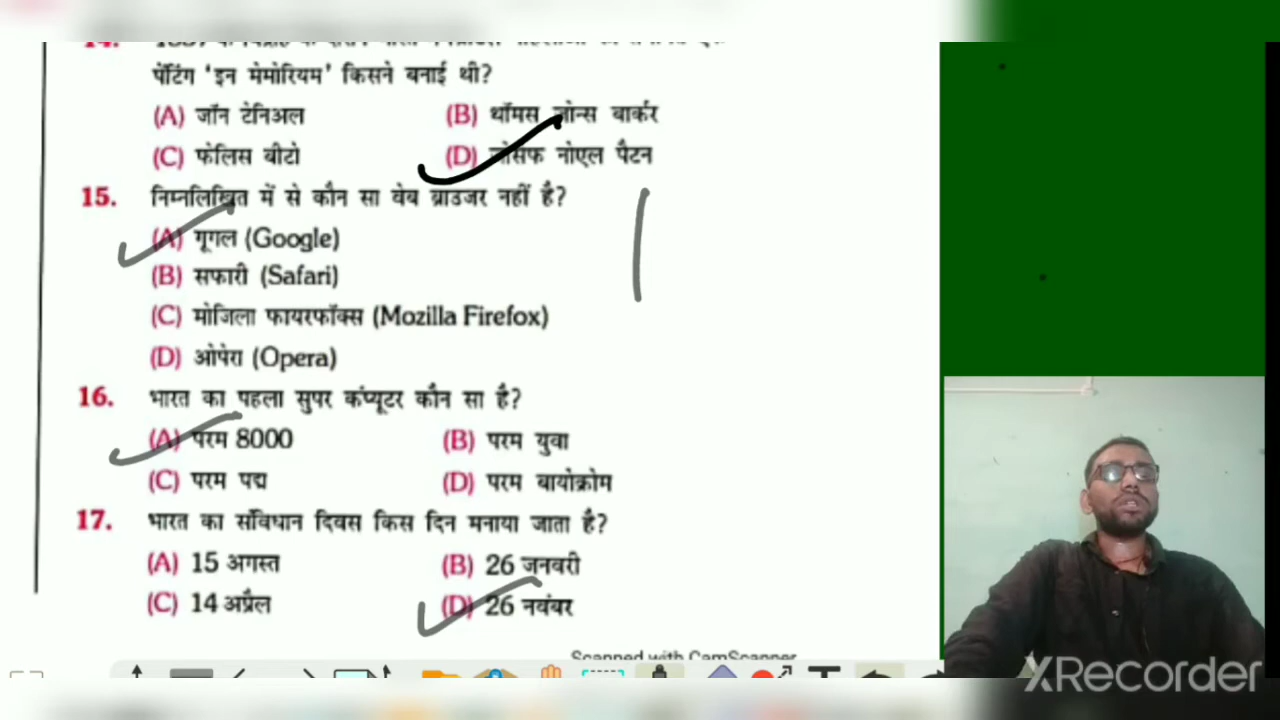 पेंटिंग 'इन मेमोरियम' किसने बनाई थी?
(A) जॉन टेनिअल (B) थॉमस जोन्स बार्कर
(C) फेलिस बीटो (D) जोसफ नोएल पैटन
15. निम्नलिखित में से कौन सा वेब ब्राउजर नहीं है?
(A) गूगल (Google)
(B) सफारी (Safari)
(C) मोजिला फायरफॉक्स (Mozilla Firefox)
(D) ओपेरा (Opera)
16. भारत का पहला सुपर कंप्यूटर कौन सा है?
(A) परम 8000 (B) परम युवा
(C) परम पद्म (D) परम बायोक्रोम
17. भारत का संविधान दिवस किस दिन मनाया जाता है?
(A) 15 अगस्त (B) 26 जनवरी
(C) 14 अप्रैल (D) 26 नवंबर
Scanned with CamScanner
XRecorder